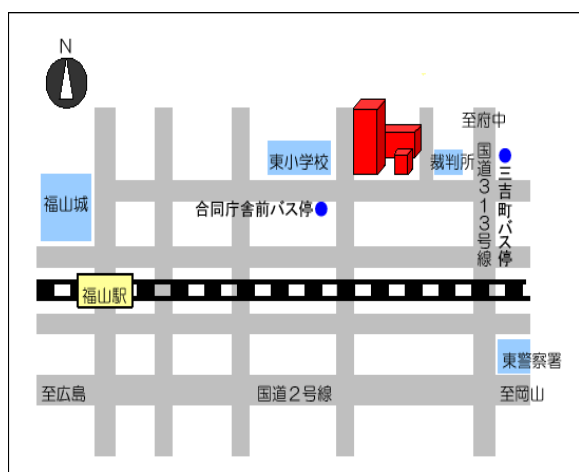 N
至府中
東小学校
裁判所
国道313号線
三吉町バス停
福山城
合同庁舎前バス停
福山駅
東警察署
至広島
国道2号線
至岡山